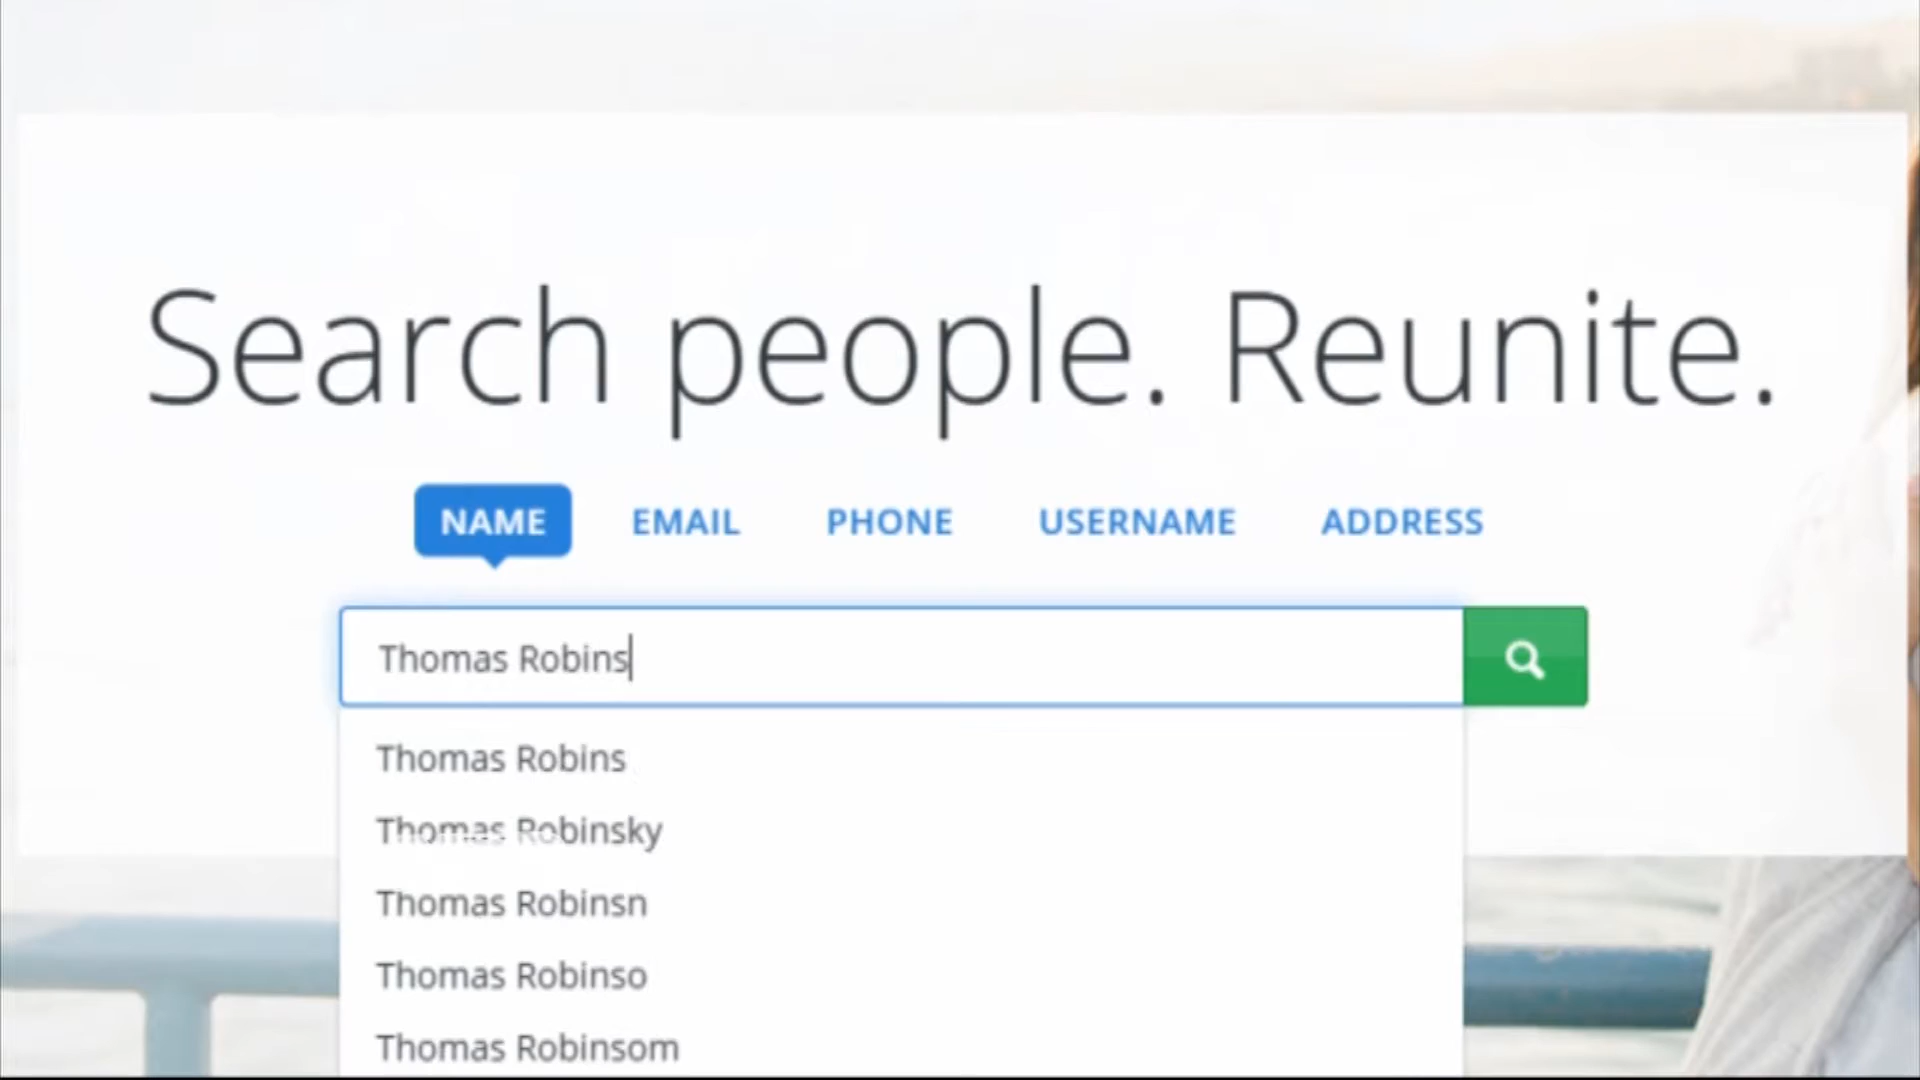 Search people. Reunite.
NAME EMAIL PHONE USERNAME ADDRESS
Thomas Robins
Thomas Robins
Thomas Robinsky
Thomas Robinsn
Thomas Robinso
Thomas Robinsom